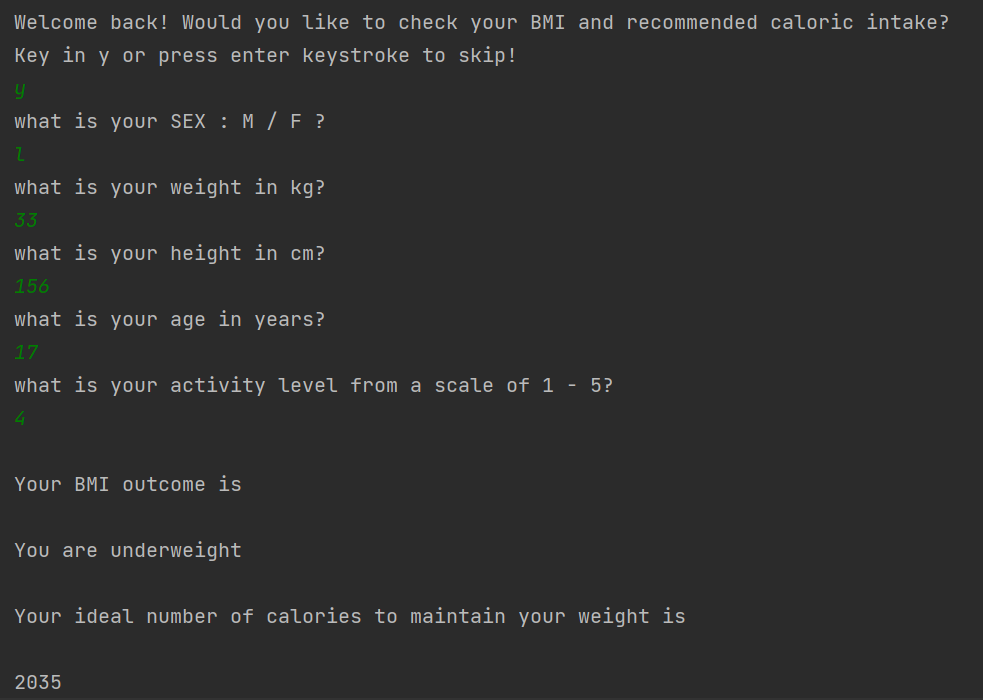 Welcome back! Would you like to check your BMI and recommended caloric intake?
Key in y or press enter keystroke to skip!
y
what is your SEX : M / F ?
l
what is your weight in kg?
33
what is your height in cm?
156
what is your age in years?
17
what is your activity level from a scale of 1 - 5?
4
Your BMI outcome is
You are underweight
Your ideal number of calories to maintain your weight is
2035